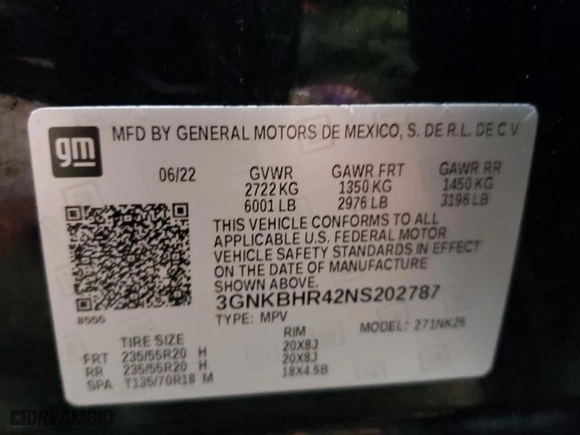 gm
MFD BY GENERAL MOTORS DE MEXICO, S. DE R.L. DE C.V.
06/22 GVWR GAWR FRT GAWR RR
2722 KG 1350 KG 1450 KG
6001 LB 2976 LB 3196 LB
THIS VEHICLE CONFORMS TO ALL
APPLICABLE U.S. FEDERAL MOTOR
VEHICLE SAFETY STANDARDS IN EFFECT
ON THE DATE OF MANUFACTURE
SHOWN ABOVE.
3GNKBHR42NS202787
8555
TYPE: MPV MODEL: 271NK26
TIRE SIZE RIM
FRT 235/55R20 H 20X8J
RR 235/55R20 H 20X8J
SPA T135/70R18 M 18X4.5B
DREAMBID